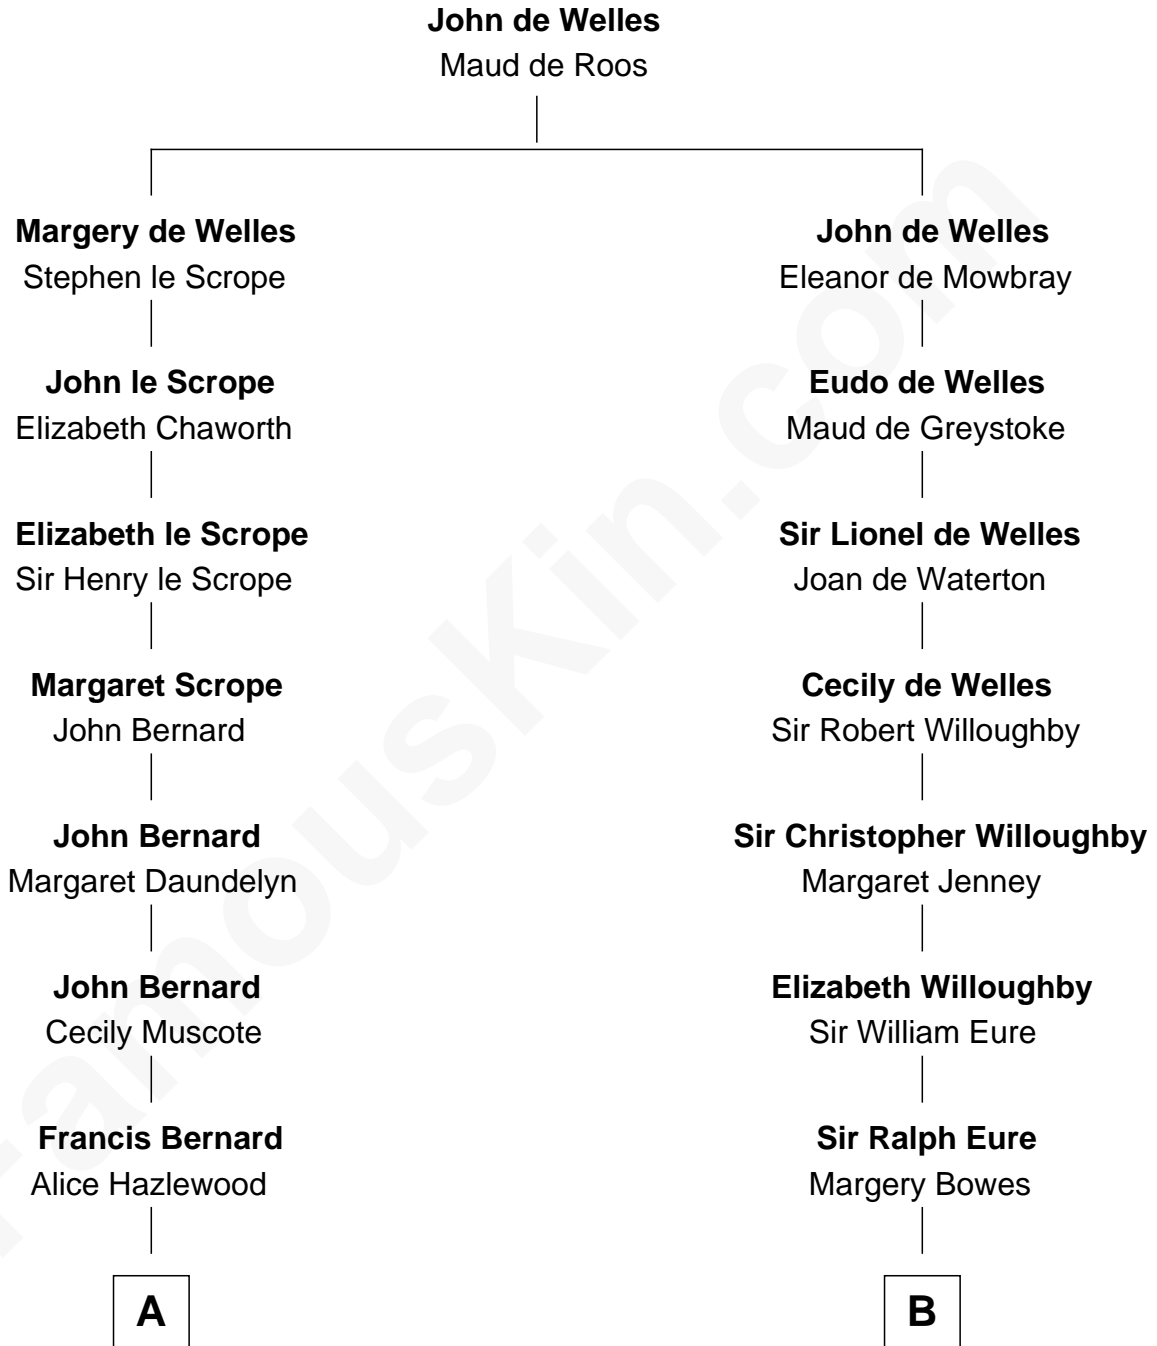 John de Welles
Maud de Roos
Margery de Welles
Stephen le Scrope
John de Welles
Eleanor de Mowbray
John le Scrope
Elizabeth Chaworth
Eudo de Welles
Maud de Greystoke
Elizabeth le Scrope
Sir Henry le Scrope
Sir Lionel de Welles
Joan de Waterton
Margaret Scrope
John Bernard
Cecily de Welles
Sir Robert Willoughby
John Bernard
Margaret Daundelyn
Sir Christopher Willoughby
Margaret Jenney
John Bernard
Cecily Muscote
Elizabeth Willoughby
Sir William Eure
Francis Bernard
Alice Hazlewood
Sir Ralph Eure
Margery Bowes
A
B
FamousKin.com